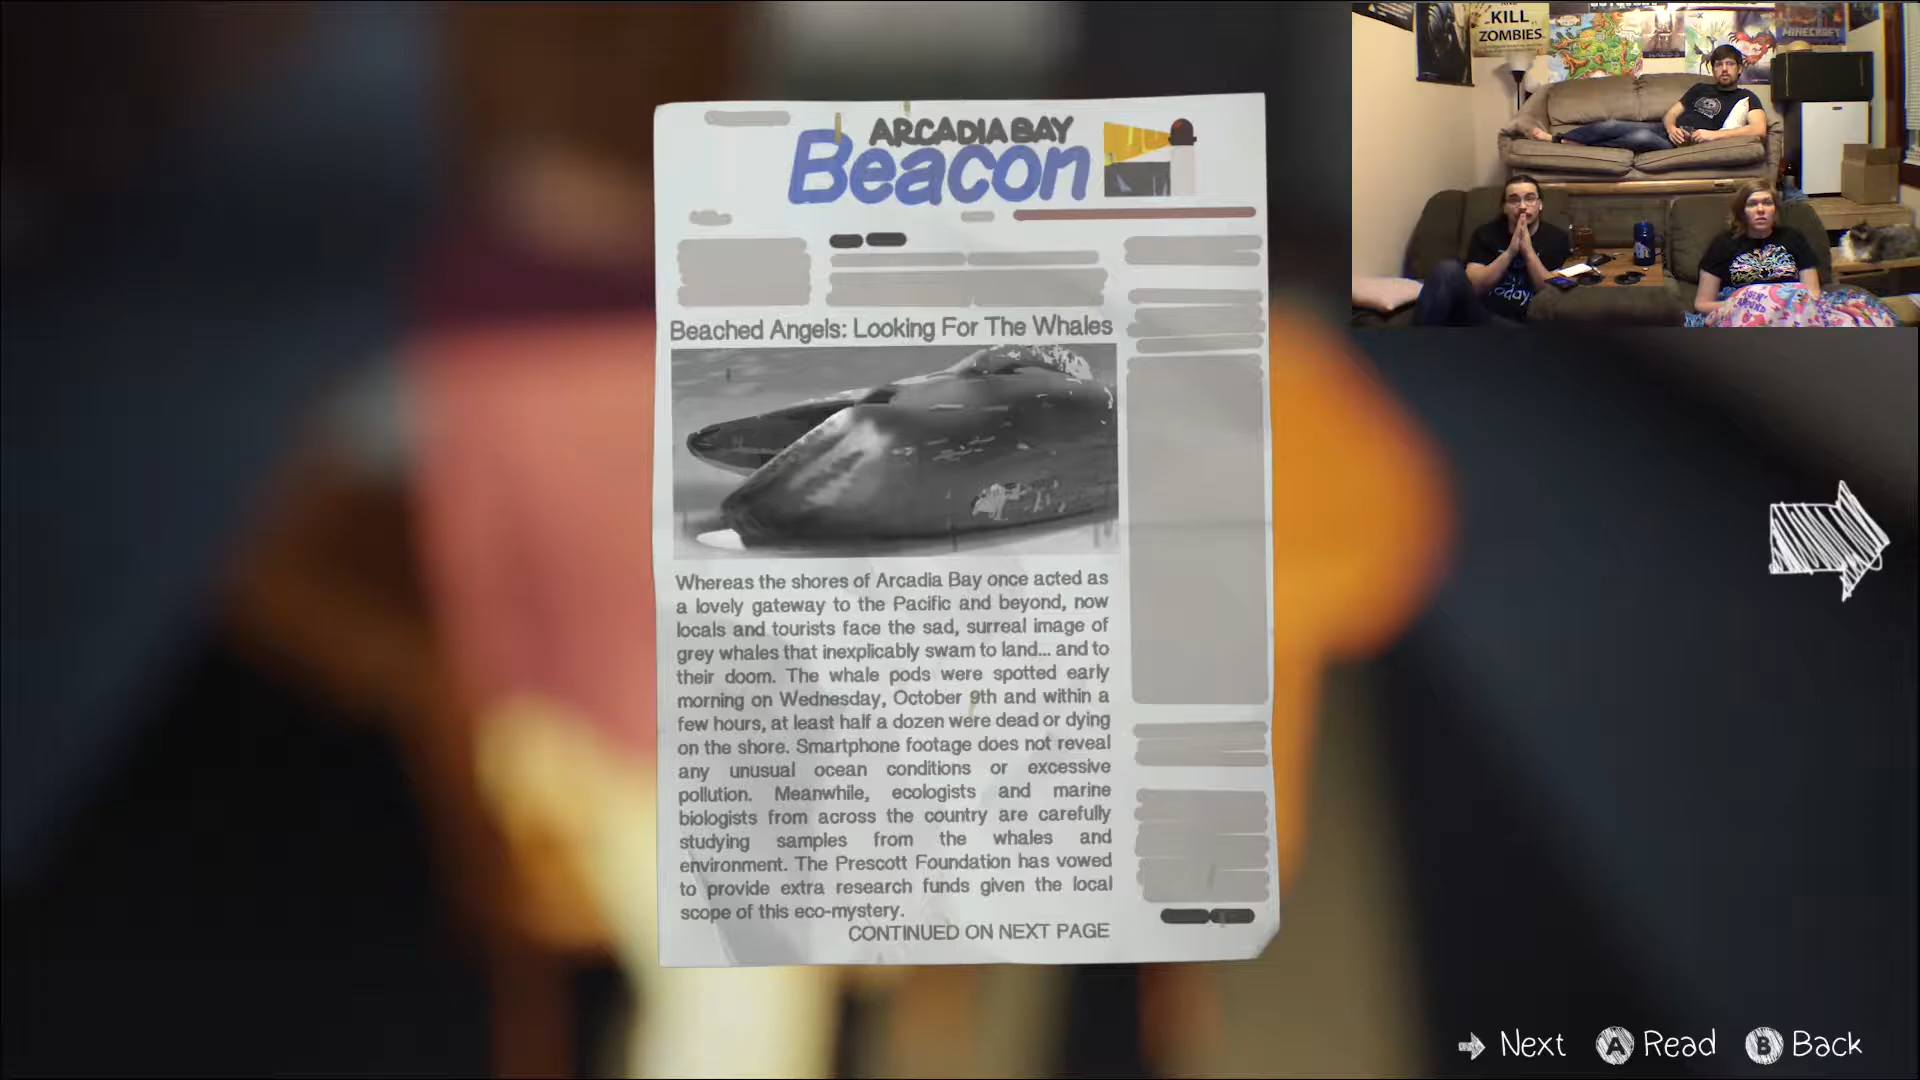 KILL
ZOMBIES
MINECRAFT
ARCADIA BAY
Beacon
Beached Angels: Looking For The Whales
Whereas the shores of Arcadia Bay once acted as
a lovely gateway to the Pacific and beyond, now
locals and tourists face the sad, surreal image of
grey whales that inexplicably swam to land... and to
their doom. The whale pods were spotted early
morning on Wednesday, October 9th and within a
few hours, at least half a dozen were dead or dying
on the shore. Smartphone footage does not reveal
any unusual ocean conditions or excessive
pollution. Meanwhile, ecologists and marine
biologists from across the country are carefully
studying samples from the whales and
environment. The Prescott Foundation has vowed
to provide extra research funds given the local
scope of this eco-mystery.
CONTINUED ON NEXT PAGE
Next A Read B Back